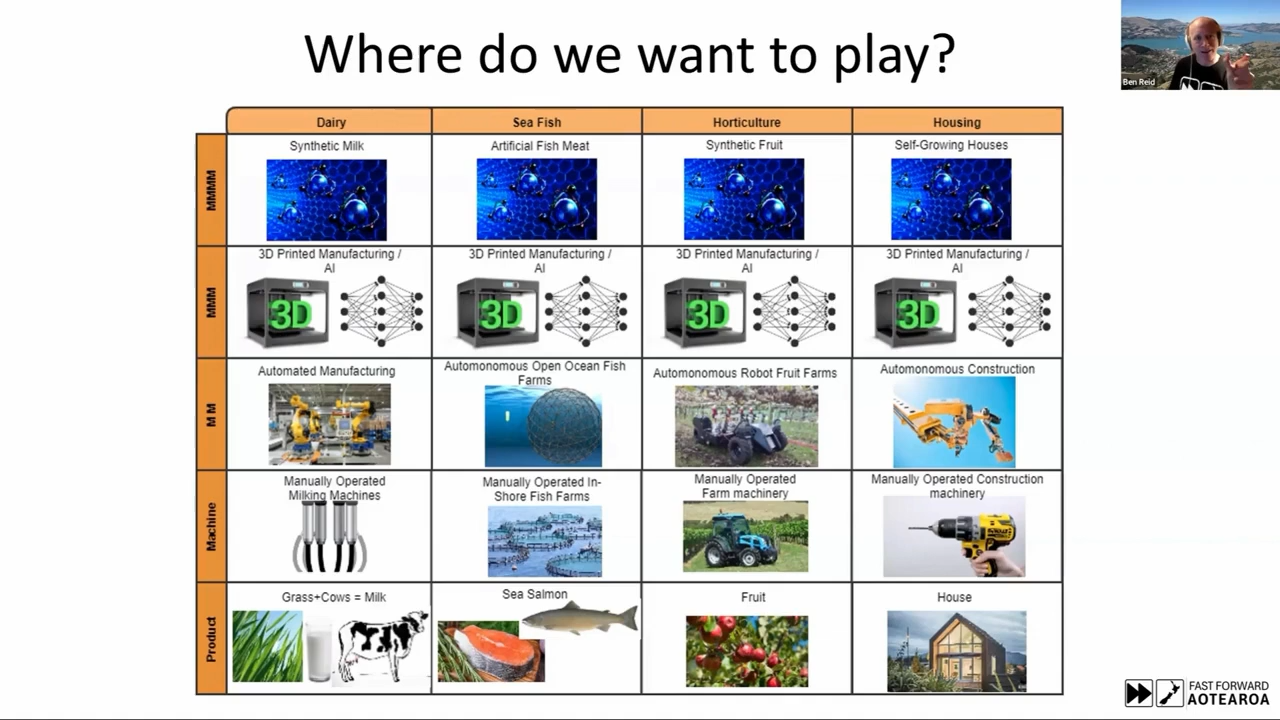 Where do we want to play?
Ben Reid
Dairy
Sea Fish
Horticulture
Housing
MMMM
Synthetic Milk
Artificial Fish Meat
Synthetic Fruit
Self-Growing Houses
MMM
3D Printed Manufacturing /
AI
3D
3D Printed Manufacturing /
AI
3D
3D Printed Manufacturing /
AI
3D
3D Printed Manufacturing /
AI
3D
M M
Automated Manufacturing
Automonomous Open Ocean Fish
Farms
Automonomous Robot Fruit Farms
Automonomous Construction
Machine
Manually Operated
Milking Machines
Manually Operated In-
Shore Fish Farms
Manually Operated
Farm machinery
Manually Operated Construction
machinery
Product
Grass+Cows = Milk
Sea Salmon
Fruit
House
FAST FORWARD
AOTEAROA